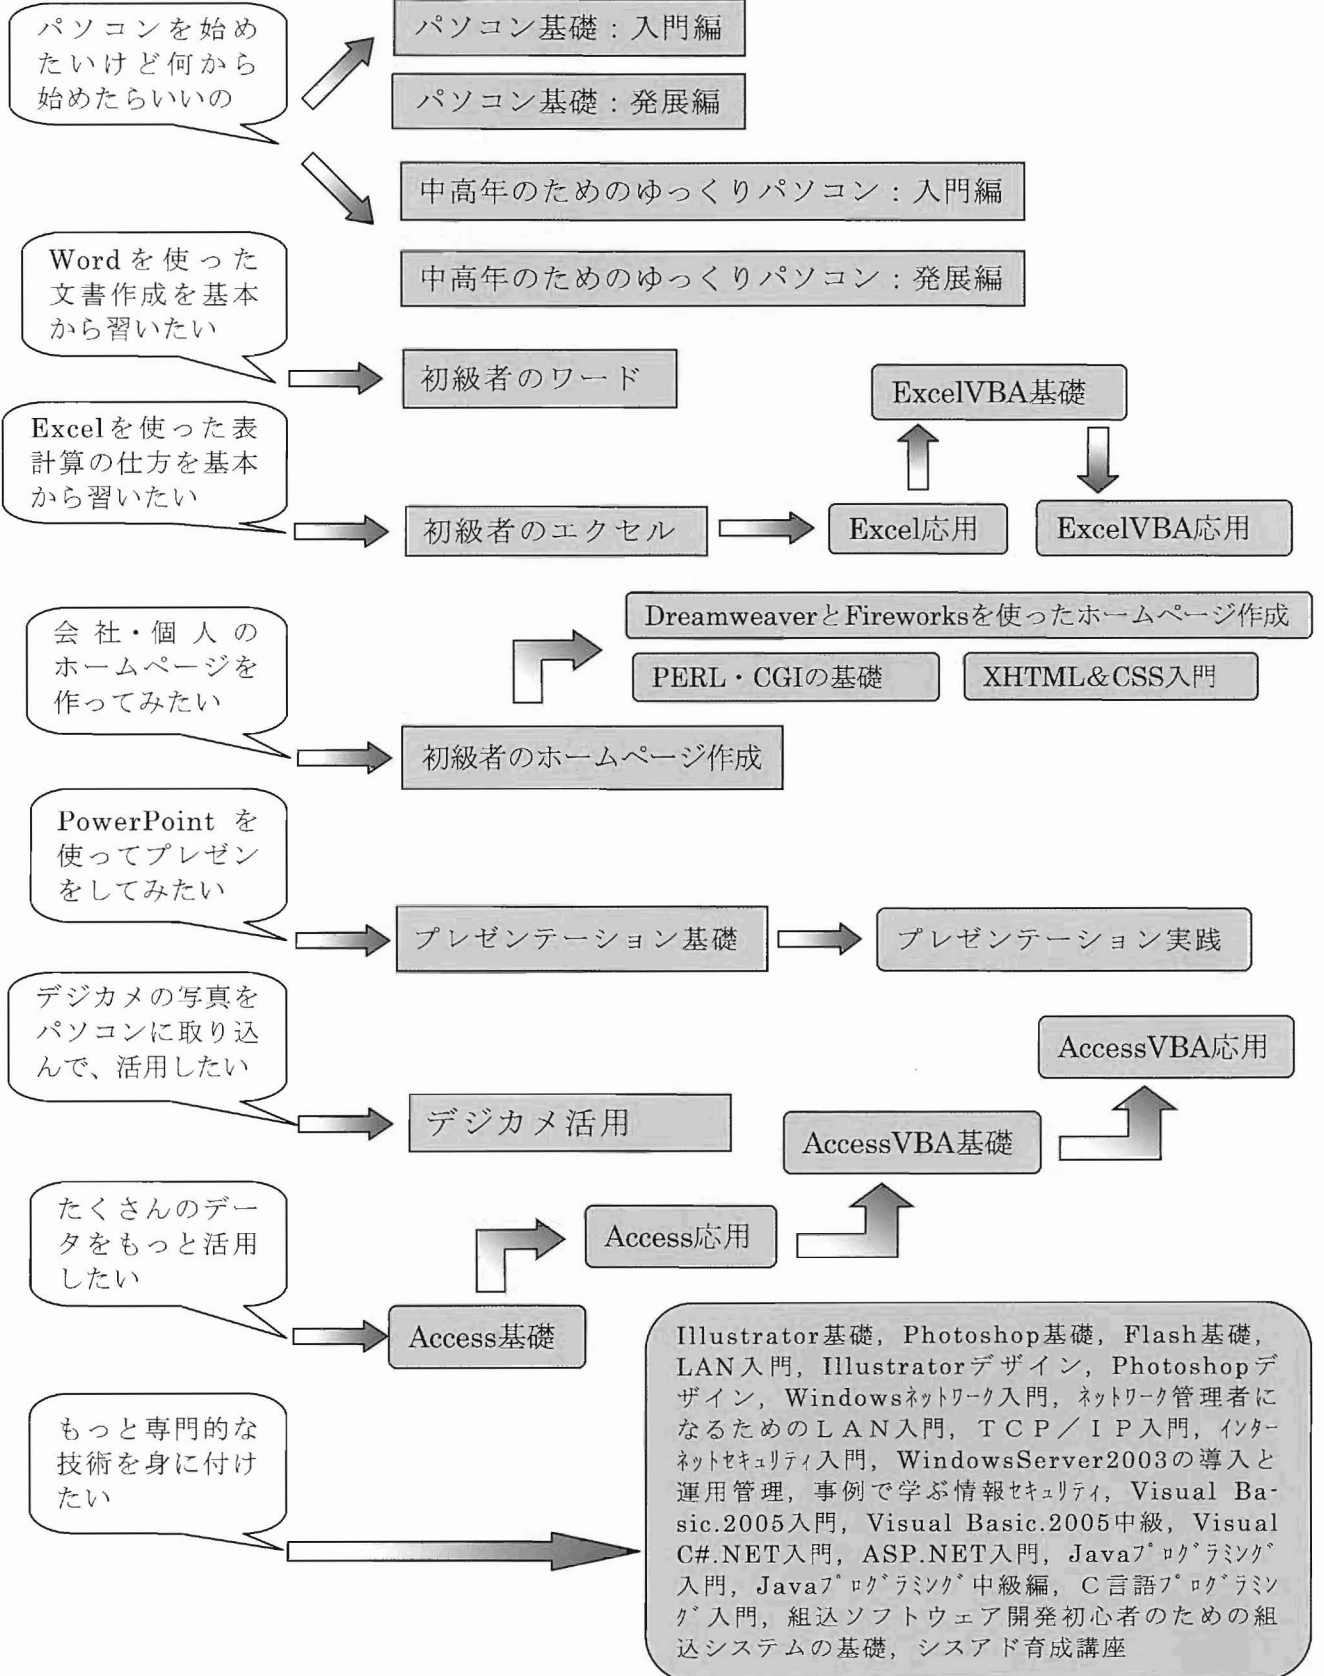 パソコンを始め
たいけど何から
始めたらいいの
パソコン基礎：入門編
パソコン基礎：発展編
中高年のためのゆっくりパソコン：入門編
中高年のためのゆっくりパソコン：発展編
Wordを使った
文書作成を基本
から習いたい
初級者のワード
Excelを使った表
計算の仕方を基本
から習いたい
初級者のエクセル
Excel応用
ExcelVBA基礎
ExcelVBA応用
会社・個人の
ホームページを
作ってみたい
初級者のホームページ作成
DreamweaverとFireworksを使ったホームページ作成
PERL・CGIの基礎
XHTML&CSS入門
PowerPoint を
使ってプレゼン
をしてみたい
プレゼンテーション基礎
プレゼンテーション実践
デジカメの写真を
パソコンに取り込
んで、活用したい
デジカメ活用
たくさんのデー
タをもっと活用
したい
Access基礎
Access応用
AccessVBA基礎
AccessVBA応用
もっと専門的な
技術を身に付け
たい
Illustrator基礎，Photoshop基礎，Flash基礎，
LAN入門，Illustratorデザイン，Photoshopデ
ザイン，Windowsﾈｯﾄﾜｰｸ入門，ﾈｯﾄﾜｰｸ管理者に
なるためのＬＡＮ入門，ＴＣＰ／ＩＰ入門，ｲﾝﾀｰ
ﾈｯﾄｾｷｭﾘﾃｨ入門，WindowsServer2003の導入と
運用管理，事例で学ぶ情報ｾｷｭﾘﾃｨ，Visual Ba-
sic.2005入門，Visual Basic.2005中級，Visual
C#.NET入門，ASP.NET入門，Javaﾌﾟﾛｸﾞﾗﾐﾝｸﾞ
入門，Javaﾌﾟﾛｸﾞﾗﾐﾝｸﾞ中級編，Ｃ言語ﾌﾟﾛｸﾞﾗﾐﾝ
ｸﾞ入門，組込ソフトウェア開発初心者のための組
込システムの基礎，シスアド育成講座